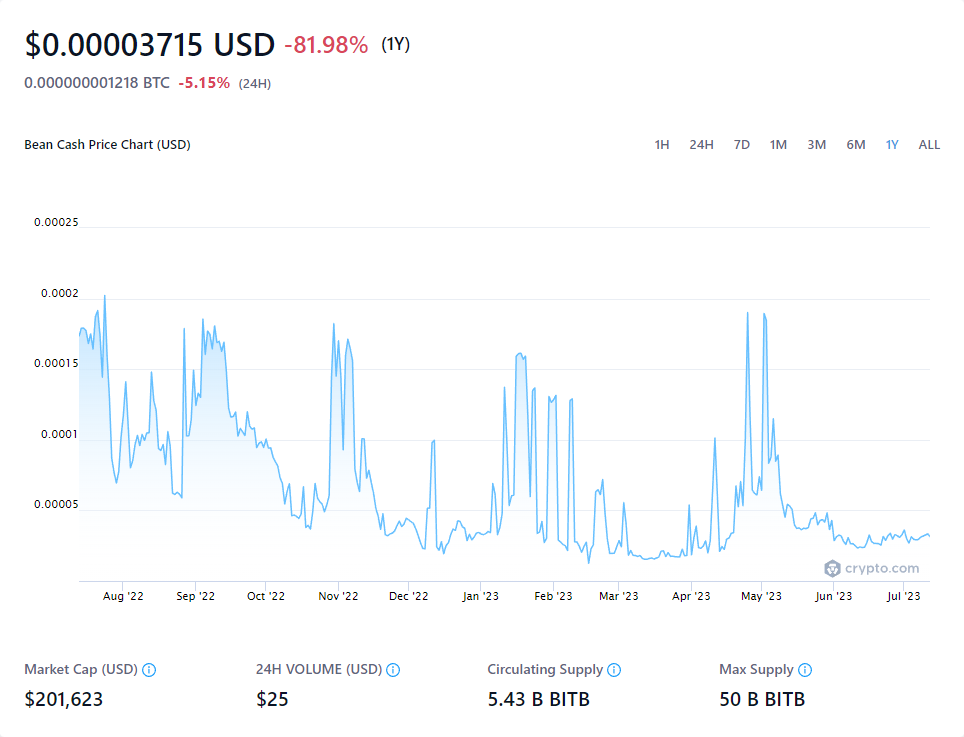 $0.00003715 USD -81.98% (1Y)
0.000000001218 BTC -5.15% (24H)
Bean Cash Price Chart (USD) 1H 24H 7D 1M 3M 6M 1Y ALL
0.00025
0.0002
0.00015
0.0001
0.00005
crypto.com
Aug '22 Sep '22 Oct '22 Nov '22 Dec '22 Jan '23 Feb '23 Mar '23 Apr '23 May '23 Jun '23 Jul '23
Market Cap (USD) 24H VOLUME (USD) Circulating Supply Max Supply
$201,623 $25 5.43 B BITB 50 B BITB